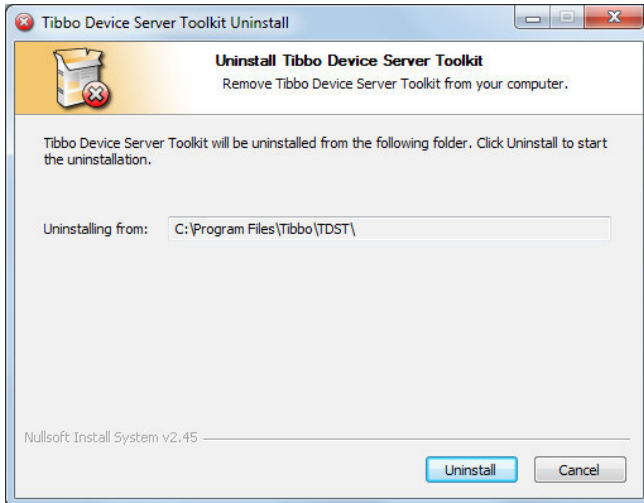 Tibbo Device Server Toolkit Uninstall
Uninstall Tibbo Device Server Toolkit
Remove Tibbo Device Server Toolkit from your computer.
Tibbo Device Server Toolkit will be uninstalled from the following folder. Click Uninstall to start
the uninstallation.
Uninstalling from: C:\Program Files\Tibbo\TDST\
Nullsoft Install System v2.45
Uninstall Cancel